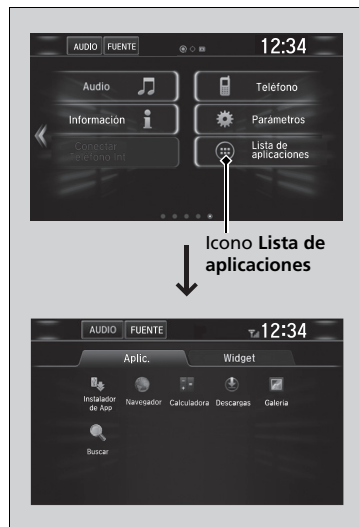 AUDIO FUENTE 12:34
Audio Teléfono
Información Parámetros
Conectar
Teléfono Int.
Lista de
aplicaciones
Icono Lista de
aplicaciones
AUDIO FUENTE 12:34
Aplic. Widget
Instalador
de App
Navegador Calculadora Descargas Galeria
Buscar